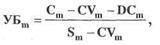 УБm = (Cm − CVm − DCm) / (Sm − CVm),